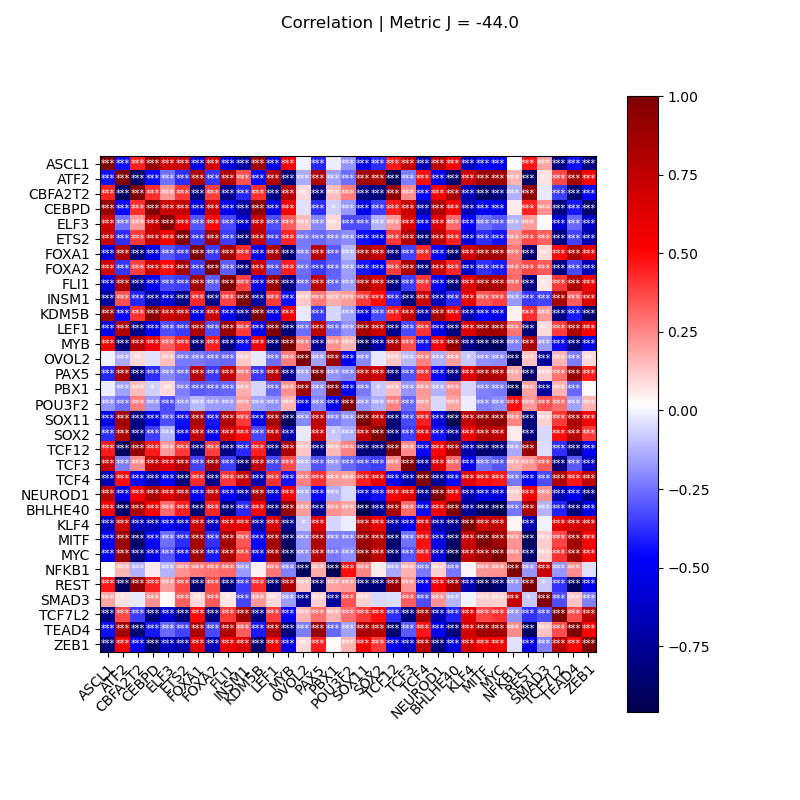 Correlation | Metric J = -44.0
ASCL1
ATF2
CBFA2T2
CEBPD
ELF3
ETS2
FOXA1
FOXA2
FLI1
INSM1
KDM5B
LEF1
MYB
OVOL2
PAX5
PBX1
POU3F2
SOX11
SOX2
TCF12
TCF3
TCF4
NEUROD1
BHLHE40
KLF4
MITF
MYC
NFKB1
REST
SMAD3
TCF7L2
TEAD4
ZEB1
ASCL1
ATF2
CBFA2T2
CEBPD
ELF3
ETS2
FOXA1
FOXA2
FLI1
INSM1
KDM5B
LEF1
MYB
OVOL2
PAX5
PBX1
POU3F2
SOX11
SOX2
TCF12
TCF3
TCF4
NEUROD1
BHLHE40
KLF4
MITF
MYC
NFKB1
REST
SMAD3
TCF7L2
TEAD4
ZEB1
1.00
0.75
0.50
0.25
0.00
−0.25
−0.50
−0.75